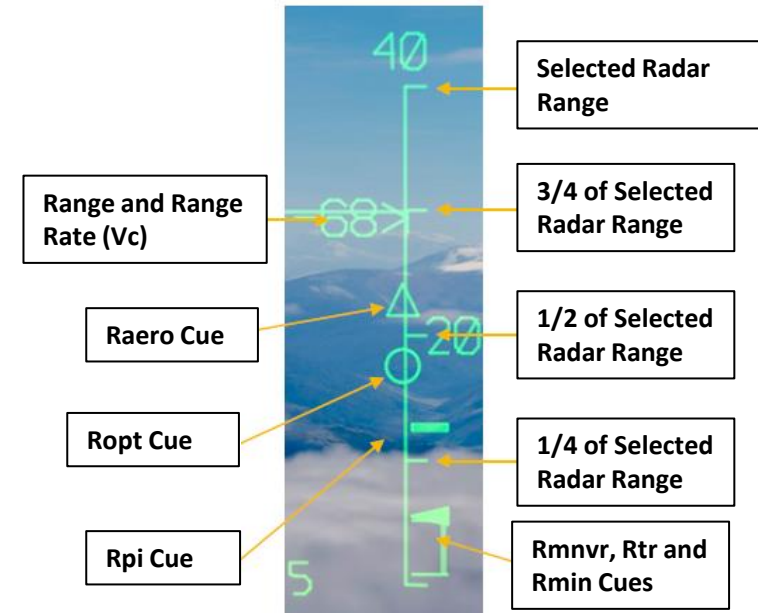 40
Selected Radar
Range
Range and Range
Rate (Vc)
68>
3/4 of Selected
Radar Range
Raero Cue
20
1/2 of Selected
Radar Range
Ropt Cue
1/4 of Selected
Radar Range
Rpi Cue
5
Rmnvr, Rtr and
Rmin Cues